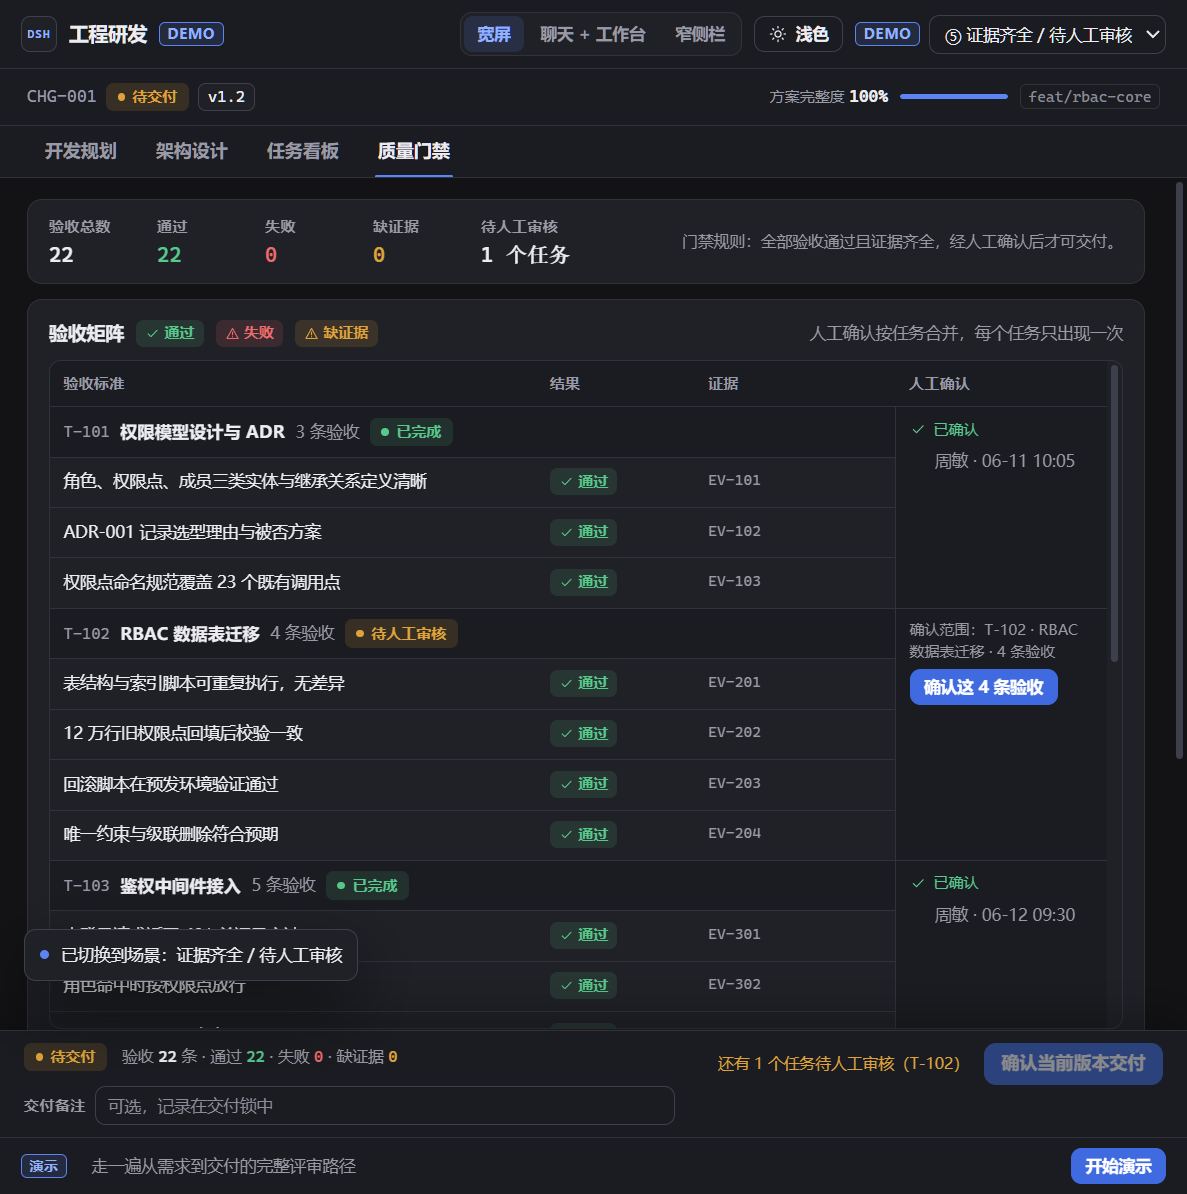 DSH 工程研发 DEMO 宽屏 聊天 + 工作台 窄侧栏 浅色 DEMO ⑤ 证据齐全 / 待人工审核
CHG-001 待交付 v1.2 方案完整度 100% feat/rbac-core
开发规划 架构设计 任务看板 质量门禁
验收总数 通过 失败 缺证据 待人工审核
22 22 0 0 1 个任务
门禁规则：全部验收通过且证据齐全，经人工确认后才可交付。
验收矩阵 通过 失败 缺证据 人工确认按任务合并，每个任务只出现一次
验收标准 结果 证据 人工确认
T-101 权限模型设计与 ADR 3 条验收 已完成 已确认
周敏 · 06-11 10:05
角色、权限点、成员三类实体与继承关系定义清晰 通过 EV-101
ADR-001 记录选型理由与被否方案 通过 EV-102
权限点命名规范覆盖 23 个既有调用点 通过 EV-103
T-102 RBAC 数据表迁移 4 条验收 待人工审核
确认范围：T-102 · RBAC
数据表迁移 · 4 条验收
确认这 4 条验收
表结构与索引脚本可重复执行，无差异 通过 EV-201
12 万行旧权限点回填后校验一致 通过 EV-202
回滚脚本在预发环境验证通过 通过 EV-203
唯一约束与级联删除符合预期 通过 EV-204
T-103 鉴权中间件接入 5 条验收 已完成 已确认
周敏 · 06-12 09:30
通过 EV-301
已切换到场景：证据齐全 / 待人工审核
角色命中时按权限点放行 通过 EV-302
待交付 验收 22 条 · 通过 22 · 失败 0 · 缺证据 0
还有 1 个任务待人工审核（T-102） 确认当前版本交付
交付备注 可选，记录在交付锁中
演示 走一遍从需求到交付的完整评审路径 开始演示